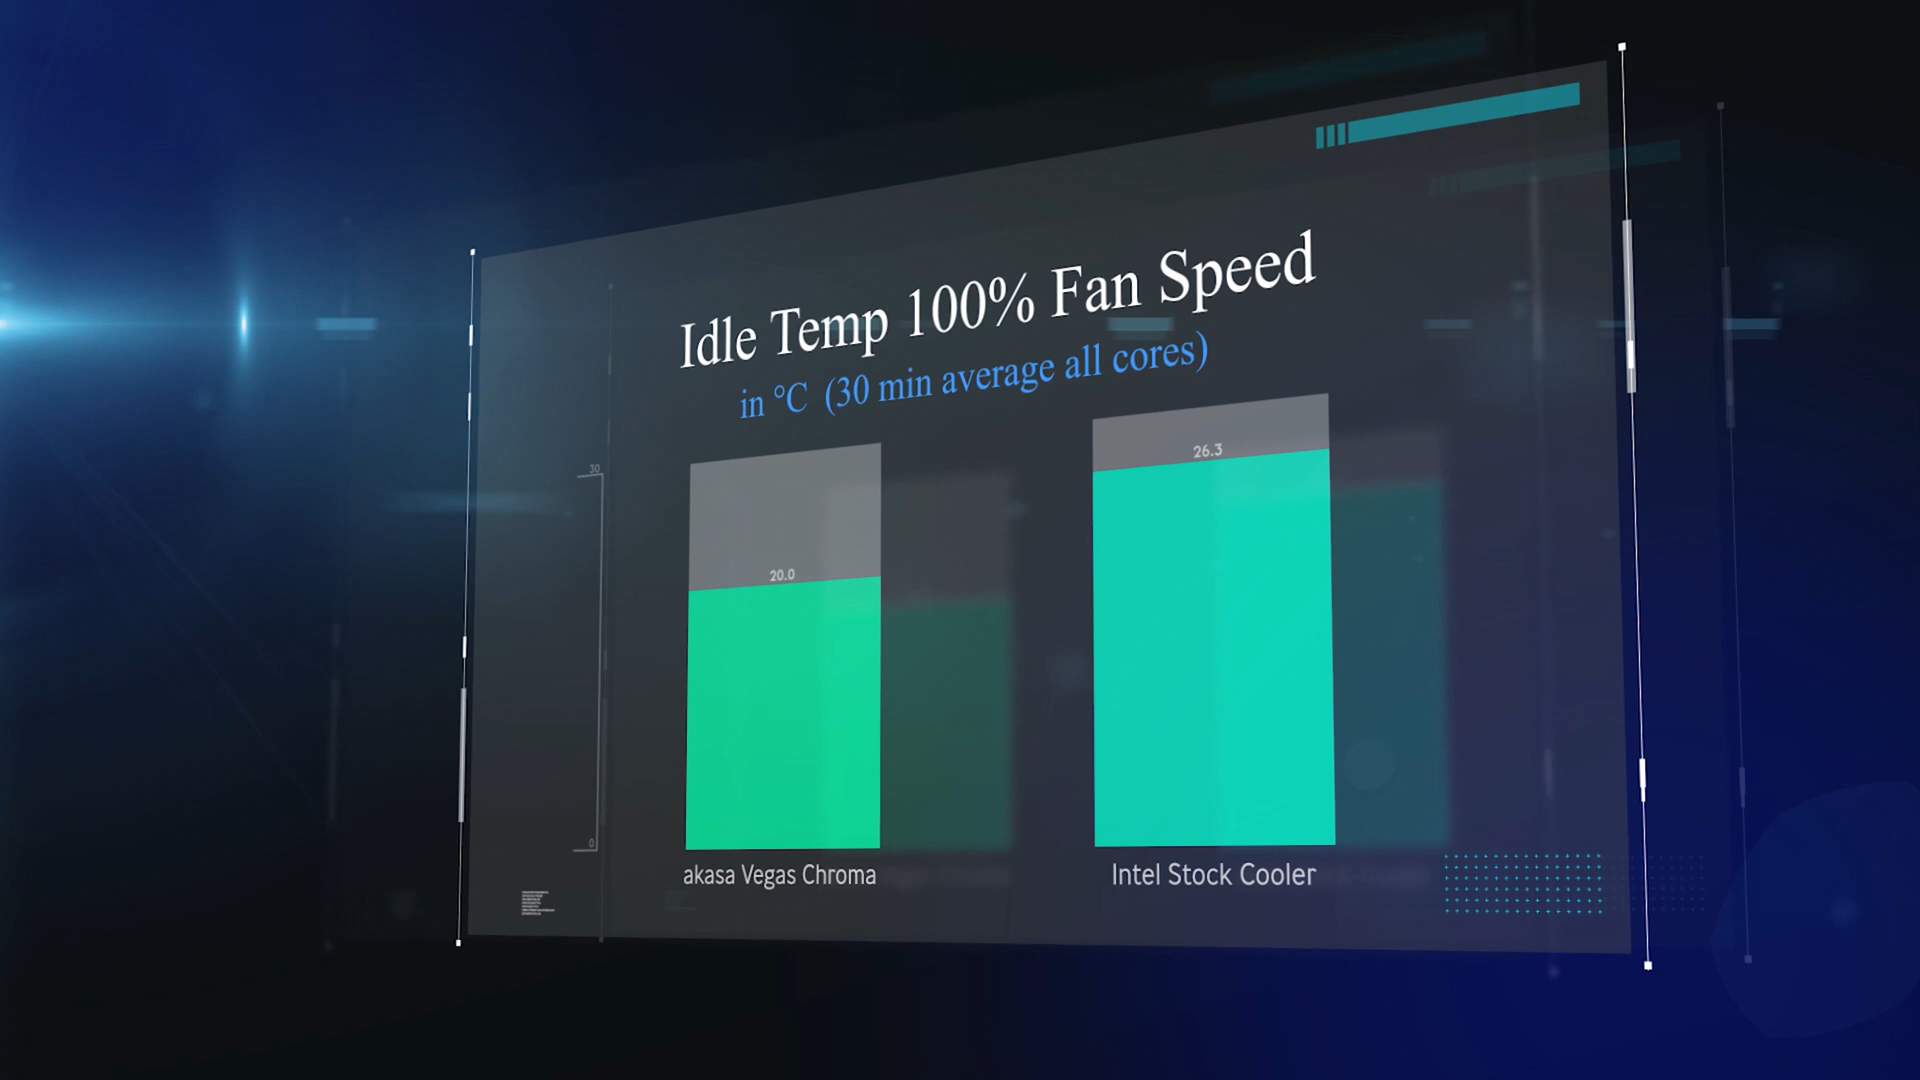 Idle Temp 100% Fan Speed
in °C (30 min average all cores)
30
20.0
26.3
0
akasa Vegas Chroma
Intel Stock Cooler